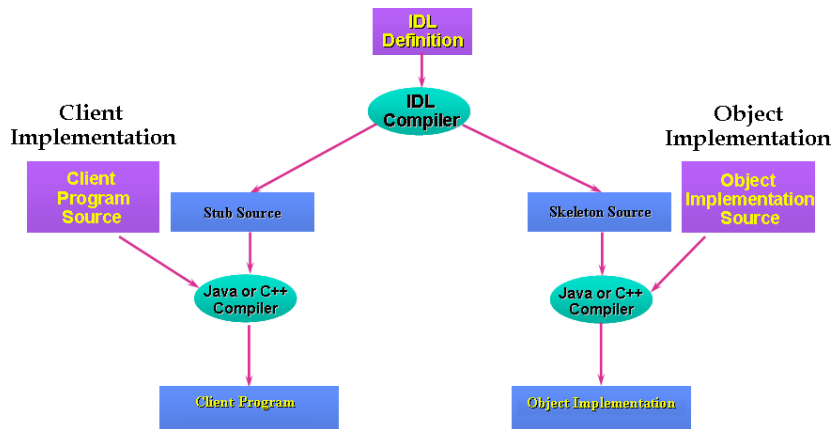 IDL
Definition
IDL
Compiler
Client
Implementation
Object
Implementation
Client
Program
Source
Stub Source
Skeleton Source
Object
Implementation
Source
Java or C++
Compiler
Java or C++
Compiler
Client Program
Object Implementation